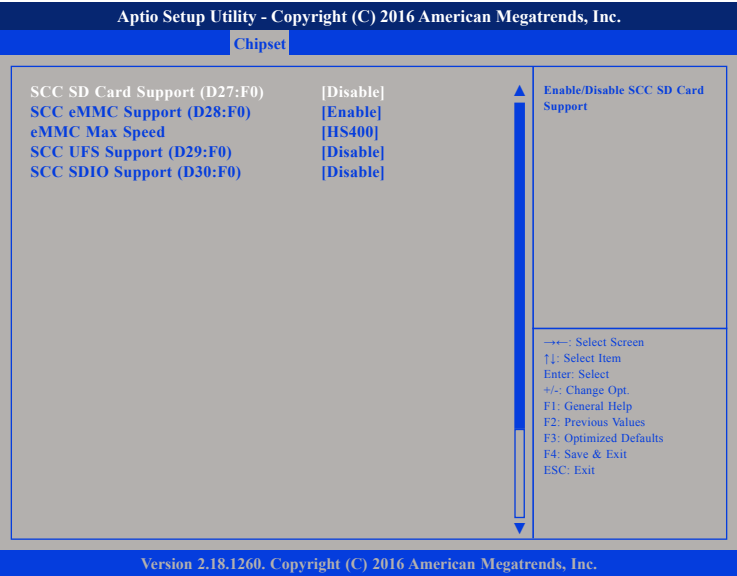 Aptio Setup Utility - Copyright (C) 2016 American Megatrends, Inc.
Chipset
SCC SD Card Support (D27:F0) [Disable]
SCC eMMC Support (D28:F0) [Enable]
eMMC Max Speed [HS400]
SCC UFS Support (D29:F0) [Disable]
SCC SDIO Support (D30:F0) [Disable]
Enable/Disable SCC SD Card
Support
→←: Select Screen
↑↓: Select Item
Enter: Select
+/-: Change Opt.
F1: General Help
F2: Previous Values
F3: Optimized Defaults
F4: Save & Exit
ESC: Exit
Version 2.18.1260. Copyright (C) 2016 American Megatrends, Inc.